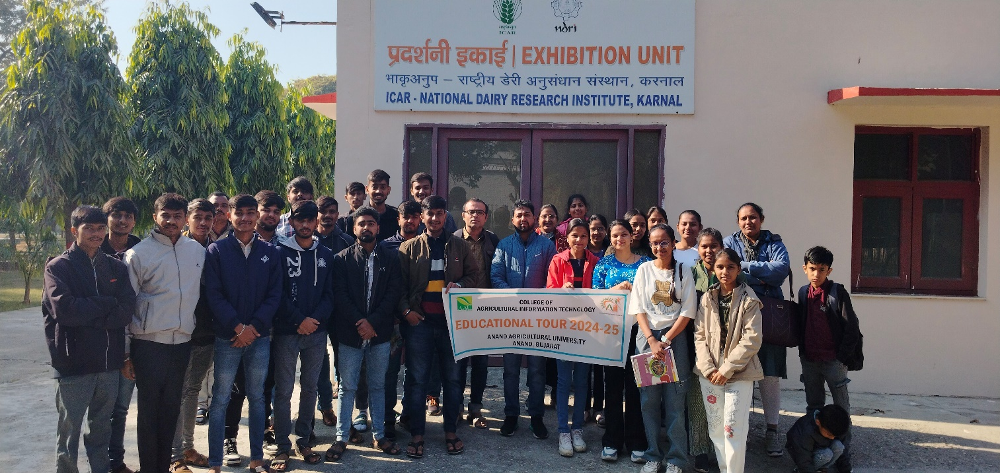 भाकृअनुप
ICAR
ndri
प्रदर्शनी इकाई | EXHIBITION UNIT
भाकृअनुप – राष्ट्रीय डेरी अनुसंधान संस्थान, करनाल
ICAR - NATIONAL DAIRY RESEARCH INSTITUTE, KARNAL
AAU
COLLEGE OF
AGRICULTURAL INFORMATION TECHNOLOGY
EDUCATIONAL TOUR 2024-25
ANAND AGRICULTURAL UNIVERSITY
ANAND, GUJARAT
23